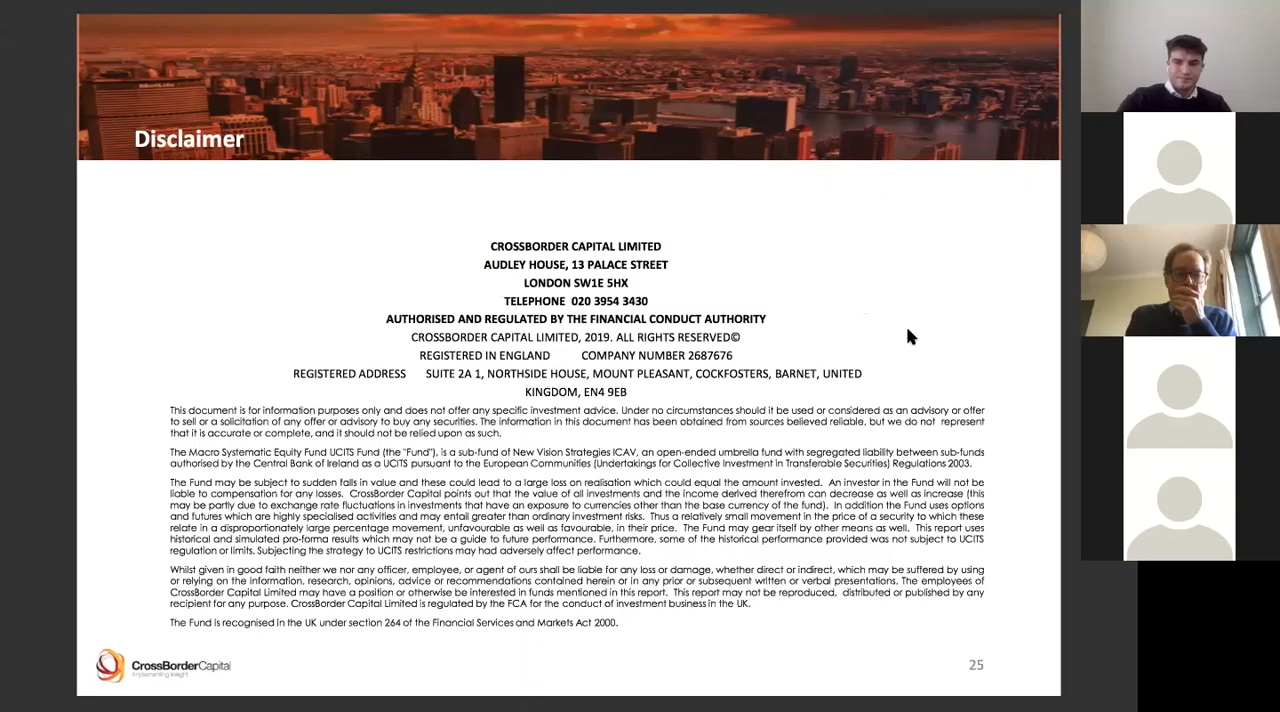 Disclaimer
CROSSBORDER CAPITAL LIMITED
AUDLEY HOUSE, 13 PALACE STREET
LONDON SW1E 5HX
TELEPHONE 020 3954 3430
AUTHORISED AND REGULATED BY THE FINANCIAL CONDUCT AUTHORITY
CROSSBORDER CAPITAL LIMITED, 2019. ALL RIGHTS RESERVED©
REGISTERED IN ENGLAND COMPANY NUMBER 2687676
REGISTERED ADDRESS SUITE 2A 1, NORTHSIDE HOUSE, MOUNT PLEASANT, COCKFOSTERS, BARNET, UNITED
KINGDOM, EN4 9EB
This document is for information purposes only and does not offer any specific investment advice. Under no circumstances should it be used or considered as an advisory or offer
to sell or a solicitation of any offer or advisory to buy any securities. The information in this document has been obtained from sources believed reliable, but we do not represent
that it is accurate or complete, and it should not be relied upon as such.
The Macro Systematic Equity Fund UCITS Fund (the "Fund"), is a sub-fund of New Vision Strategies ICAV, an open-ended umbrella fund with segregated liability between sub-funds
authorised by the Central Bank of Ireland as a UCITS pursuant to the European Communities (Undertakings for Collective Investment in Transferable Securities) Regulations 2003.
The Fund may be subject to sudden falls in value and these could lead to a large loss on realisation which could equal the amount invested. An investor in the Fund will not be
liable to compensation for any losses. CrossBorder Capital points out that the value of all investments and the income derived therefrom can decrease as well as increase (this
may be partly due to exchange rate fluctuations in investments that have an exposure to currencies other than the base currency of the fund). In addition the Fund uses options
and futures which are highly specialised activities and may entail greater than ordinary investment risks. Thus a relatively small movement in the price of a security to which these
relate in a disproportionately large percentage movement, unfavourable as well as favourable, in their price. The Fund may gear itself by other means as well. This report uses
historical and simulated pro-forma results which may not be a guide to future performance. Furthermore, some of the historical performance provided was not subject to UCITS
regulation or limits. Subjecting the strategy to UCITS restrictions may had adversely affect performance.
Whilst given in good faith neither we nor any officer, employee, or agent of ours shall be liable for any loss or damage, whether direct or indirect, which may be suffered by using
or relying on the information, research, opinions, advice or recommendations contained herein or in any prior or subsequent written or verbal presentations. The employees of
CrossBorder Capital Limited may have a position or otherwise be interested in funds mentioned in this report. This report may not be reproduced, distributed or published by any
recipient for any purpose. CrossBorder Capital Limited is regulated by the FCA for the conduct of investment business in the UK.
The Fund is recognised in the UK under section 264 of the Financial Services and Markets Act 2000.
CrossBorderCapital
Implementing Insight
25